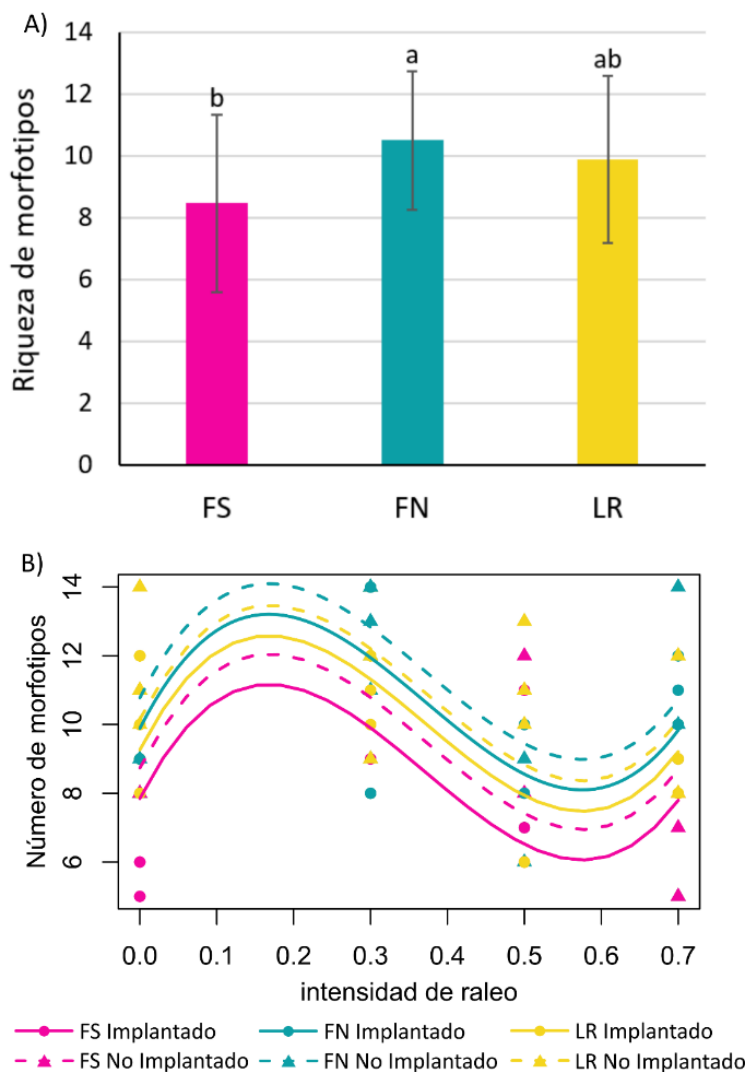 A)
Riqueza de morfotipos
14
12
10
8
6
4
2
0
b
a
ab
FS FN LR
B)
Número de morfotipos
14
12
10
8
6
0.0 0.1 0.2 0.3 0.4 0.5 0.6 0.7
intensidad de raleo
FS Implantado FN Implantado LR Implantado
FS No Implantado FN No Implantado LR No Implantado